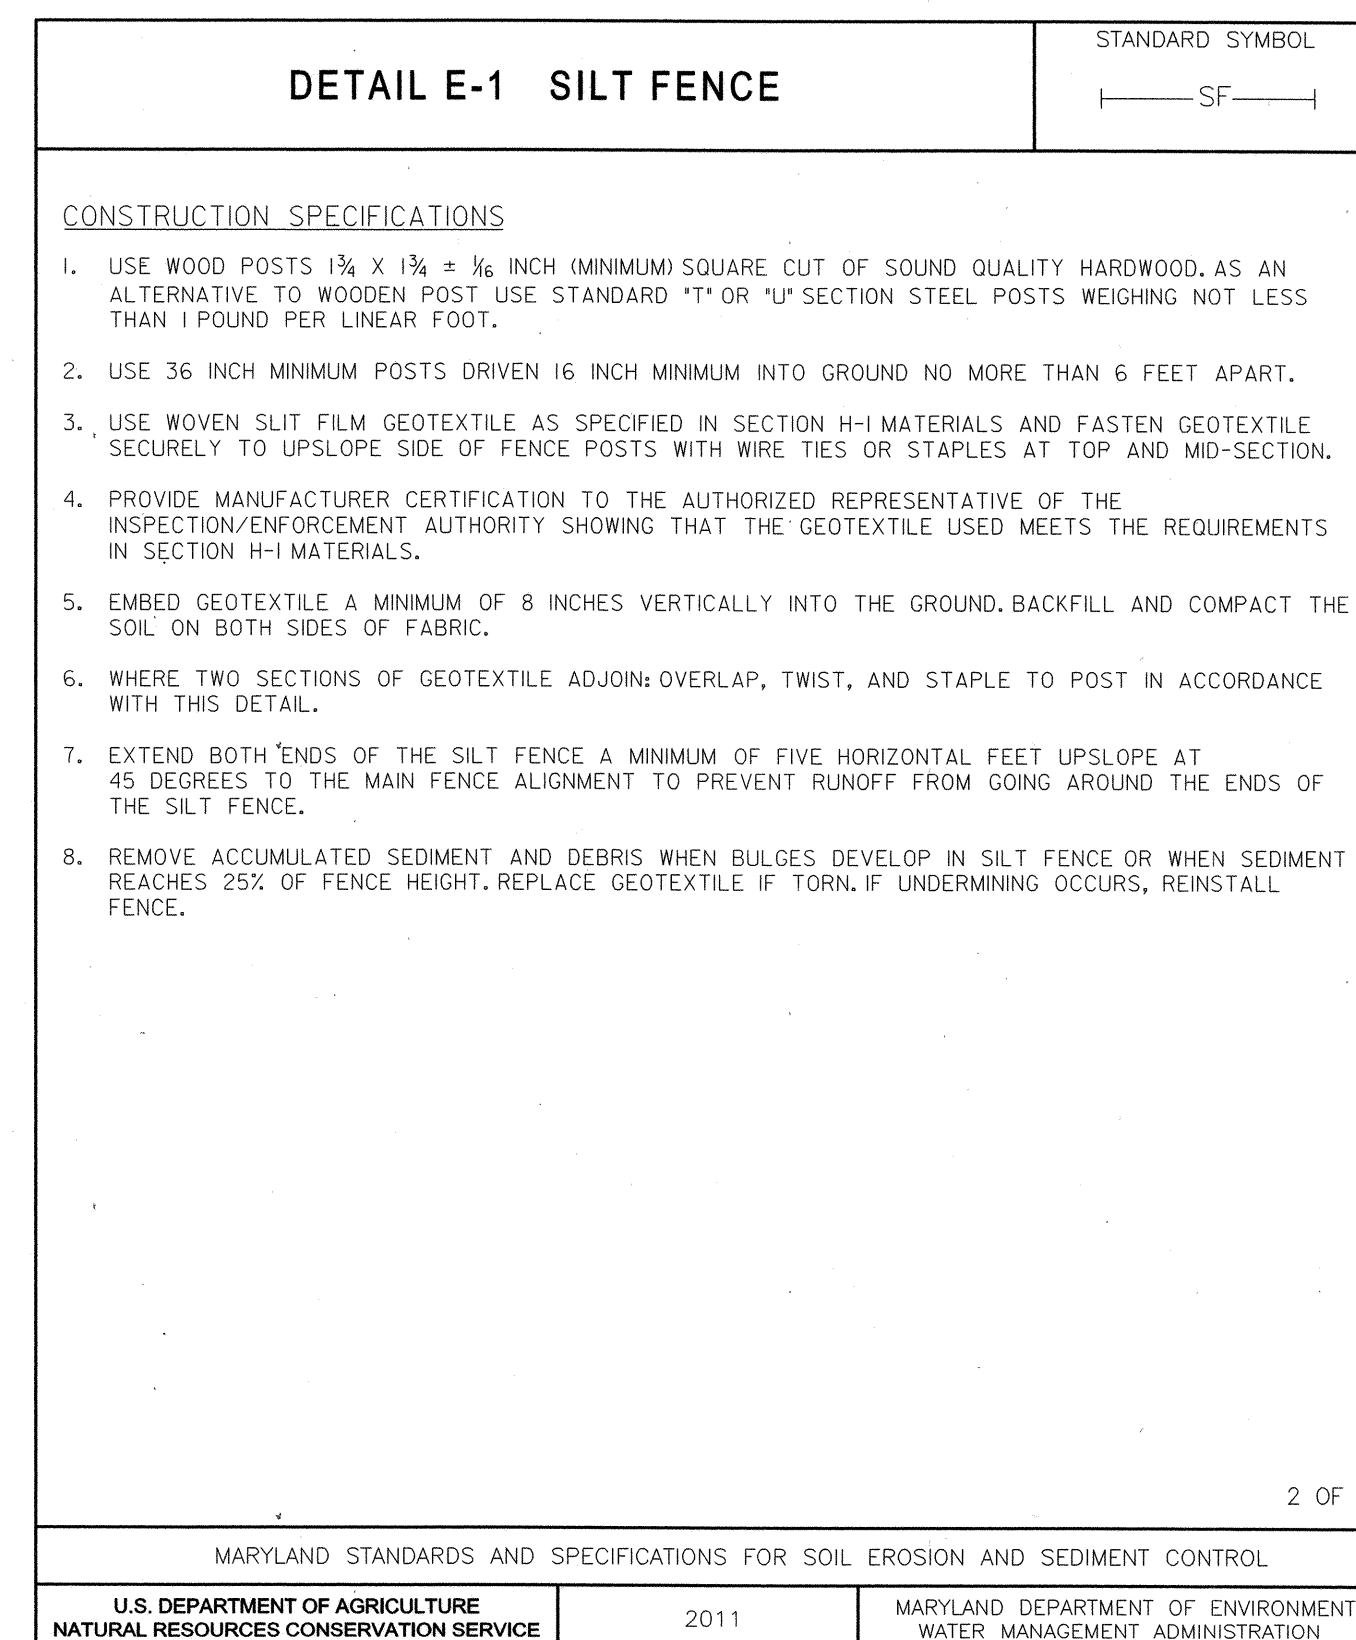 DETAIL E-1 SILT FENCE
STANDARD SYMBOL
SF
CONSTRUCTION SPECIFICATIONS
1. USE WOOD POSTS 1¾ X 1¾ ± 1⁄16 INCH (MINIMUM) SQUARE CUT OF SOUND QUALITY HARDWOOD. AS AN
ALTERNATIVE TO WOODEN POST USE STANDARD "T" OR "U" SECTION STEEL POSTS WEIGHING NOT LESS
THAN 1 POUND PER LINEAR FOOT.
2. USE 36 INCH MINIMUM POSTS DRIVEN 16 INCH MINIMUM INTO GROUND NO MORE THAN 6 FEET APART.
3. USE WOVEN SLIT FILM GEOTEXTILE AS SPECIFIED IN SECTION H-1 MATERIALS AND FASTEN GEOTEXTILE
SECURELY TO UPSLOPE SIDE OF FENCE POSTS WITH WIRE TIES OR STAPLES AT TOP AND MID-SECTION.
4. PROVIDE MANUFACTURER CERTIFICATION TO THE AUTHORIZED REPRESENTATIVE OF THE
INSPECTION/ENFORCEMENT AUTHORITY SHOWING THAT THE GEOTEXTILE USED MEETS THE REQUIREMENTS
IN SECTION H-1 MATERIALS.
5. EMBED GEOTEXTILE A MINIMUM OF 8 INCHES VERTICALLY INTO THE GROUND. BACKFILL AND COMPACT THE
SOIL ON BOTH SIDES OF FABRIC.
6. WHERE TWO SECTIONS OF GEOTEXTILE ADJOIN: OVERLAP, TWIST, AND STAPLE TO POST IN ACCORDANCE
WITH THIS DETAIL.
7. EXTEND BOTH ENDS OF THE SILT FENCE A MINIMUM OF FIVE HORIZONTAL FEET UPSLOPE AT
45 DEGREES TO THE MAIN FENCE ALIGNMENT TO PREVENT RUNOFF FROM GOING AROUND THE ENDS OF
THE SILT FENCE.
8. REMOVE ACCUMULATED SEDIMENT AND DEBRIS WHEN BULGES DEVELOP IN SILT FENCE OR WHEN SEDIMENT
REACHES 25% OF FENCE HEIGHT. REPLACE GEOTEXTILE IF TORN. IF UNDERMINING OCCURS, REINSTALL
FENCE.
2 OF
MARYLAND STANDARDS AND SPECIFICATIONS FOR SOIL EROSION AND SEDIMENT CONTROL
U.S. DEPARTMENT OF AGRICULTURE
NATURAL RESOURCES CONSERVATION SERVICE
2011
MARYLAND DEPARTMENT OF ENVIRONMENT
WATER MANAGEMENT ADMINISTRATION